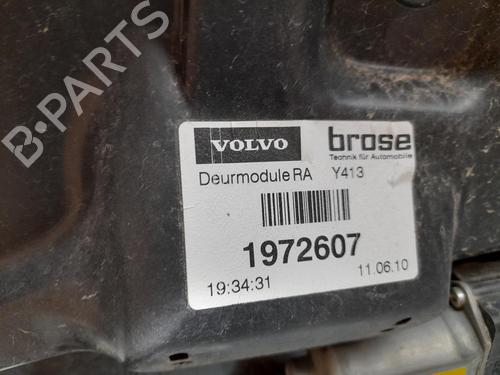 B-PARTS
VOLVO brose
Technik für Automobile
Deurmodule RA Y413
1972607
19:34:31 11.06.10